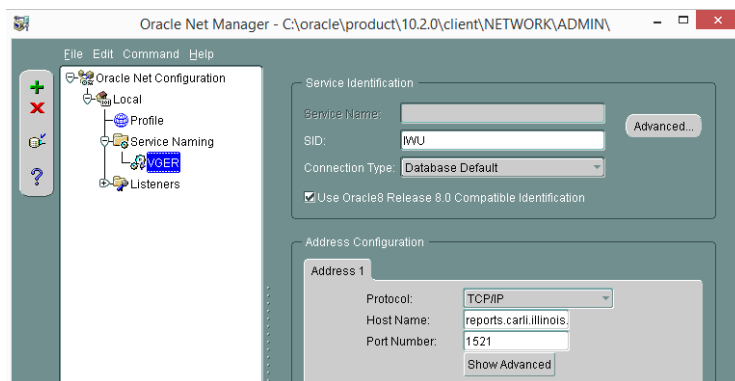 Oracle Net Manager - C:\oracle\product\10.2.0\client\NETWORK\ADMIN\
File Edit Command Help
Oracle Net Configuration
Local
Profile
Service Naming
VGER
Listeners
Service Identification
Service Name:
SID: IWU
Connection Type: Database Default
Use Oracle8 Release 8.0 Compatible Identification
Advanced...
Address Configuration
Address 1
Protocol: TCP/IP
Host Name: reports.carli.illinois.
Port Number: 1521
Show Advanced